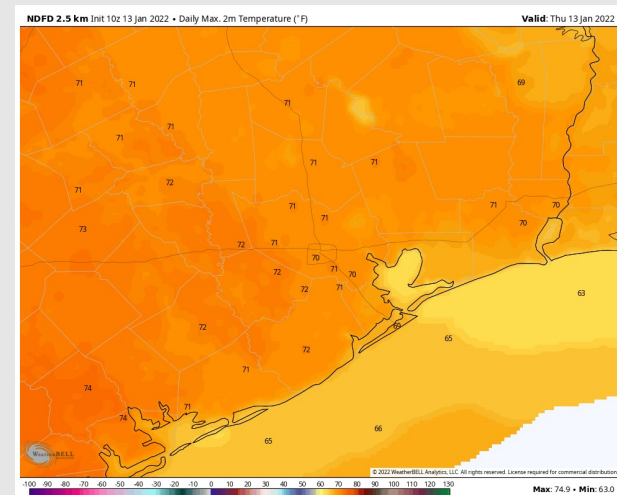 NDFD 2.5 km Init 10z 13 Jan 2022 • Daily Max. 2m Temperature (°F) Valid: Thu 13 Jan 2022
71 71 69
71
71 71
71 71
72
71
73
71 71 70
71 70
72 71
70
72 71 70
72 71
63
72 69
65
72
71
74
74 71
66
65
WeatherBELL
© 2022 WeatherBELL Analytics, LLC. All rights reserved. License required for commercial distribution.
-100 -90 -80 -70 -60 -50 -40 -30 -20 -10 0 10 20 30 40 50 60 70 80 90 100 110 120 130
Max: 74.9 • Min: 63.0